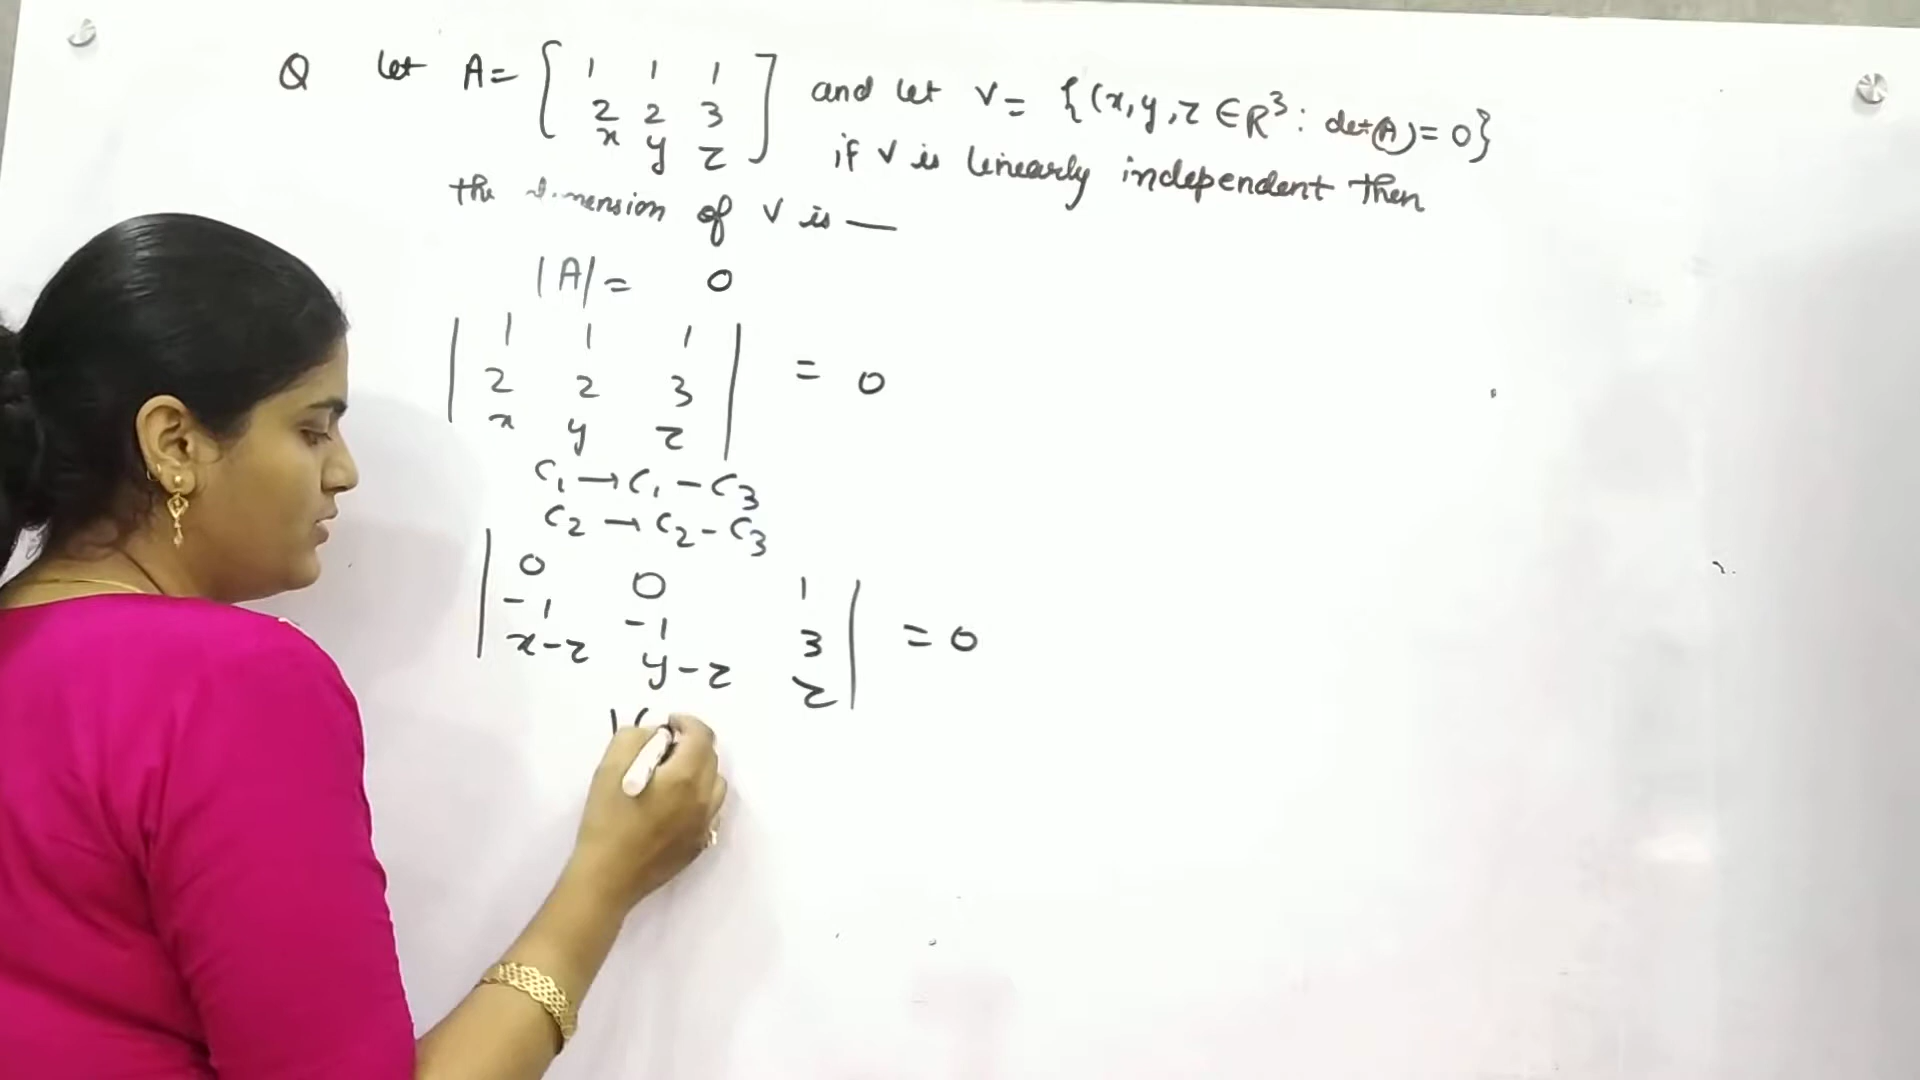 Q let A = [ 1 1 1 and let V = {(x, y, z ∈ R³ : det(A) = 0}
2 2 3
x y z ] if V is linearly independent then
the dimension of V is —
|A| = 0
| 1 1 1
2 2 3 | = 0
x y z
C₁ → C₁ - C₃
C₂ → C₂ - C₃
| 0 0 1
-1 -1 3 | = 0
x-z y-z z
1(